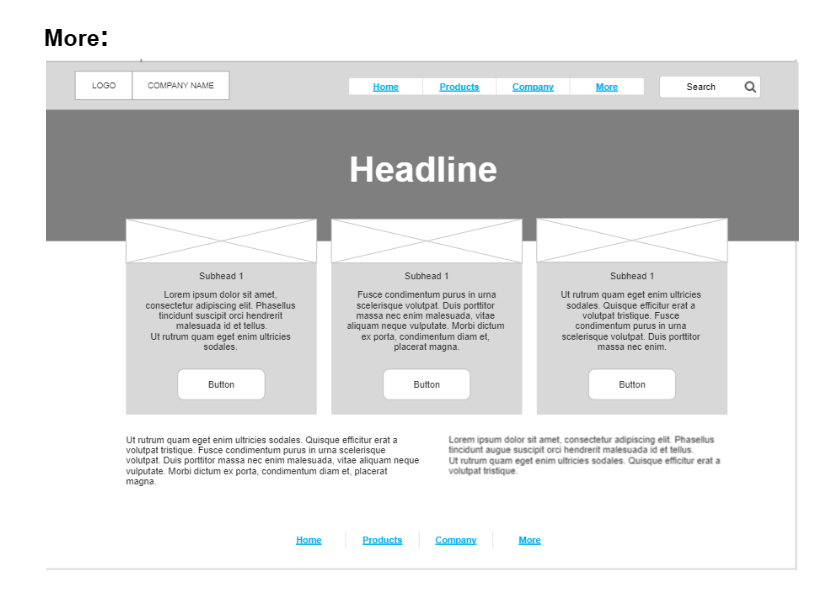 More:
LOGO COMPANY NAME Home Products Company More Search
Headline
Subhead 1
Lorem ipsum dolor sit amet,
consectetur adipiscing elit. Phasellus
tincidunt suscipit orci hendrerit
malesuada id et tellus.
Ut rutrum quam eget enim ultricies
sodales.
Button
Subhead 1
Fusce condimentum purus in urna
scelerisque volutpat. Duis porttitor
massa nec enim malesuada, vitae
aliquam neque vulputate. Morbi dictum
ex porta, condimentum diam et,
placerat magna.
Button
Subhead 1
Ut rutrum quam eget enim ultricies
sodales. Quisque efficitur erat a
volutpat tristique. Fusce
condimentum purus in urna
scelerisque volutpat. Duis porttitor
massa nec enim.
Button
Ut rutrum quam eget enim ultricies sodales. Quisque efficitur erat a
volutpat tristique. Fusce condimentum purus in urna scelerisque
volutpat. Duis porttitor massa nec enim malesuada, vitae aliquam neque
vulputate. Morbi dictum ex porta, condimentum diam et, placerat
magna.
Lorem ipsum dolor sit amet, consectetur adipiscing elit. Phasellus
tincidunt augue suscipit orci hendrerit malesuada id et tellus.
Ut rutrum quam eget enim ultricies sodales. Quisque efficitur erat a
volutpat tristique.
Home Products Company More